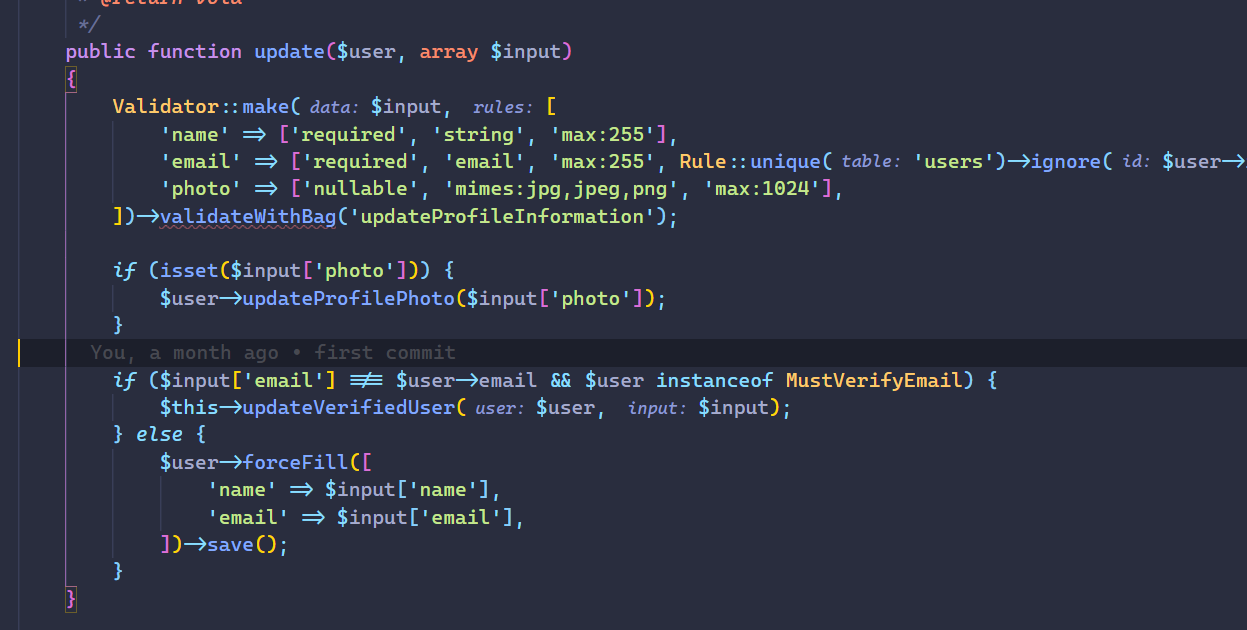 * @return void
*/
public function update($user, array $input)
{
Validator::make( data: $input, rules: [
'name' => ['required', 'string', 'max:255'],
'email' => ['required', 'email', 'max:255', Rule::unique( table: 'users')->ignore( id: $user->
'photo' => ['nullable', 'mimes:jpg,jpeg,png', 'max:1024'],
])->validateWithBag('updateProfileInformation');
if (isset($input['photo'])) {
$user->updateProfilePhoto($input['photo']);
}
You, a month ago • first commit
if ($input['email'] !== $user->email && $user instanceof MustVerifyEmail) {
$this->updateVerifiedUser( user: $user, input: $input);
} else {
$user->forceFill([
'name' => $input['name'],
'email' => $input['email'],
])->save();
}
}